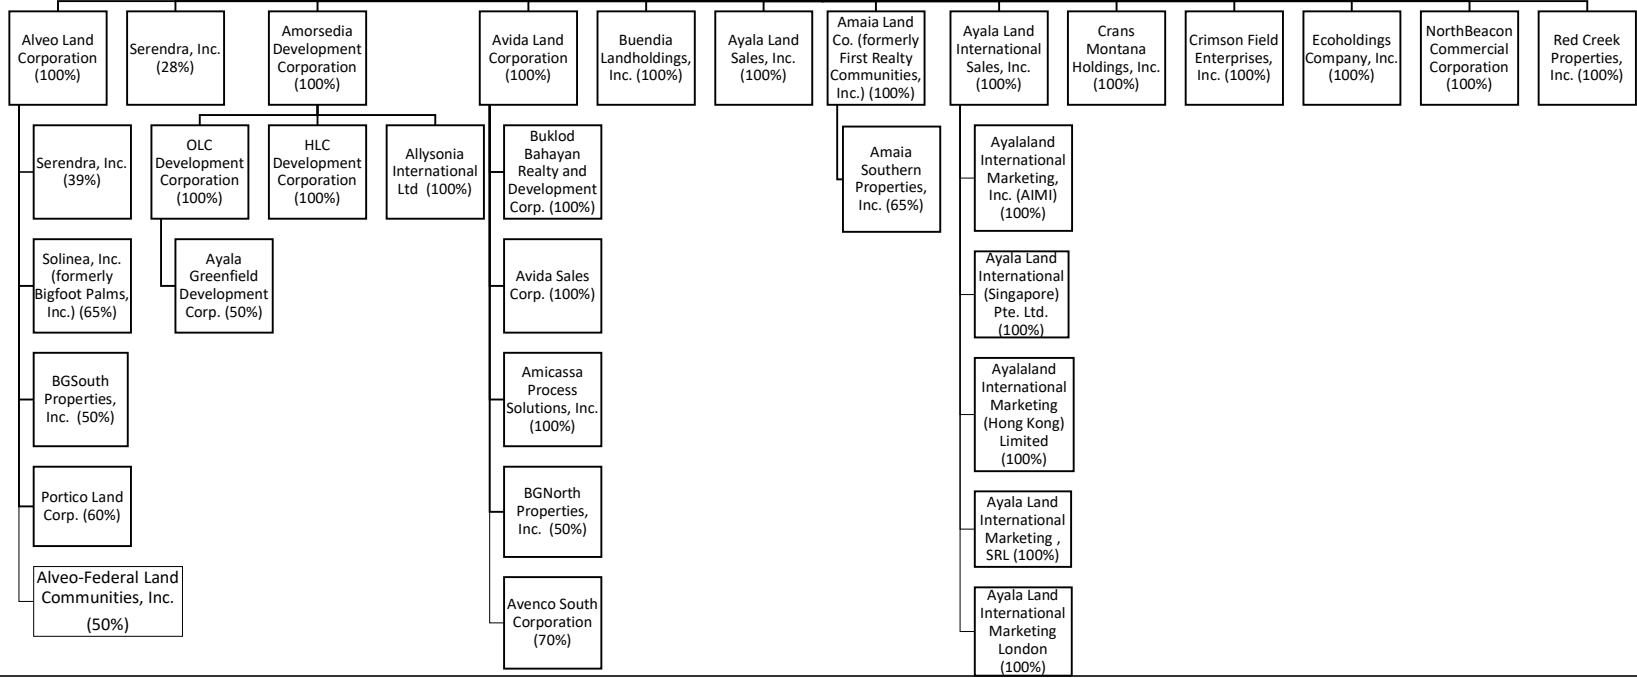 Alveo Land
Corporation
(100%)
Serendra, Inc.
(28%)
Amorsedia
Development
Corporation
(100%)
Avida Land
Corporation
(100%)
Buendia
Landholdings,
Inc. (100%)
Ayala Land
Sales, Inc.
(100%)
Amaia Land
Co. (formerly
First Realty
Communities,
Inc.) (100%)
Ayala Land
International
Sales, Inc.
(100%)
Crans
Montana
Holdings, Inc.
(100%)
Crimson Field
Enterprises,
Inc. (100%)
Ecoholdings
Company, Inc.
(100%)
NorthBeacon
Commercial
Corporation
(100%)
Red Creek
Properties,
Inc. (100%)
Serendra, Inc.
(39%)
OLC
Development
Corporation
(100%)
HLC
Development
Corporation
(100%)
Allysonia
International
Ltd (100%)
Buklod
Bahayan
Realty and
Development
Corp. (100%)
Amaia
Southern
Properties,
Inc. (65%)
Ayalaland
International
Marketing,
Inc. (AIMI)
(100%)
Solinea, Inc.
(formerly
Bigfoot Palms,
Inc.) (65%)
Ayala
Greenfield
Development
Corp. (50%)
Avida Sales
Corp. (100%)
Ayala Land
International
(Singapore)
Pte. Ltd.
(100%)
BGSouth
Properties,
Inc. (50%)
Amicassa
Process
Solutions, Inc.
(100%)
Ayalaland
International
Marketing
(Hong Kong)
Limited
(100%)
Portico Land
Corp. (60%)
BGNorth
Properties,
Inc. (50%)
Ayala Land
International
Marketing ,
SRL (100%)
Alveo-Federal Land
Communities, Inc.
(50%)
Avenco South
Corporation
(70%)
Ayala Land
International
Marketing
London
(100%)